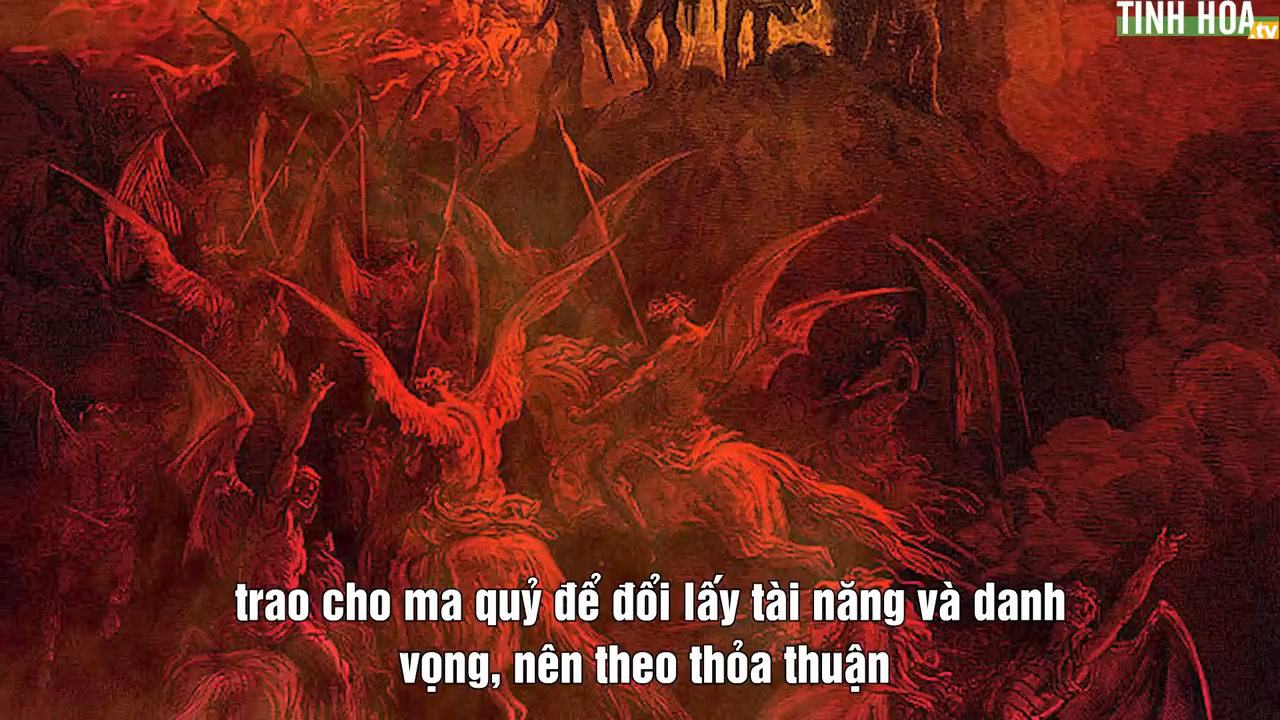 TINH HOA
.tv
trao cho ma quỷ để đổi lấy tài năng và danh
vọng, nên theo thỏa thuận